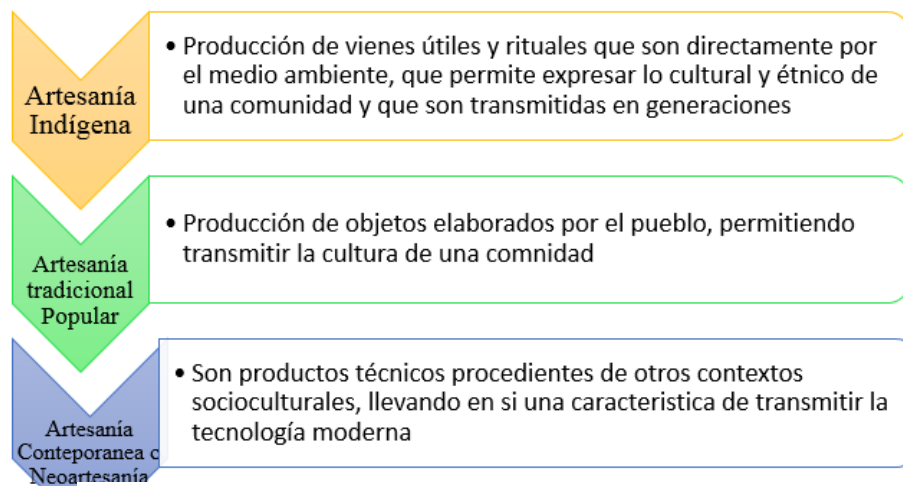 Artesanía
Indígena
• Producción de vienes útiles y rituales que son directamente por
el medio ambiente, que permite expresar lo cultural y étnico de
una comunidad y que son transmitidas en generaciones
Artesanía
tradicional
Popular
• Producción de objetos elaborados por el pueblo, permitiendo
transmitir la cultura de una comnidad
Artesanía
Conteporanea o
Neoartesanía
• Son productos técnicos procedentes de otros contextos
socioculturales, llevando en si una caracteristica de transmitir la
tecnología moderna